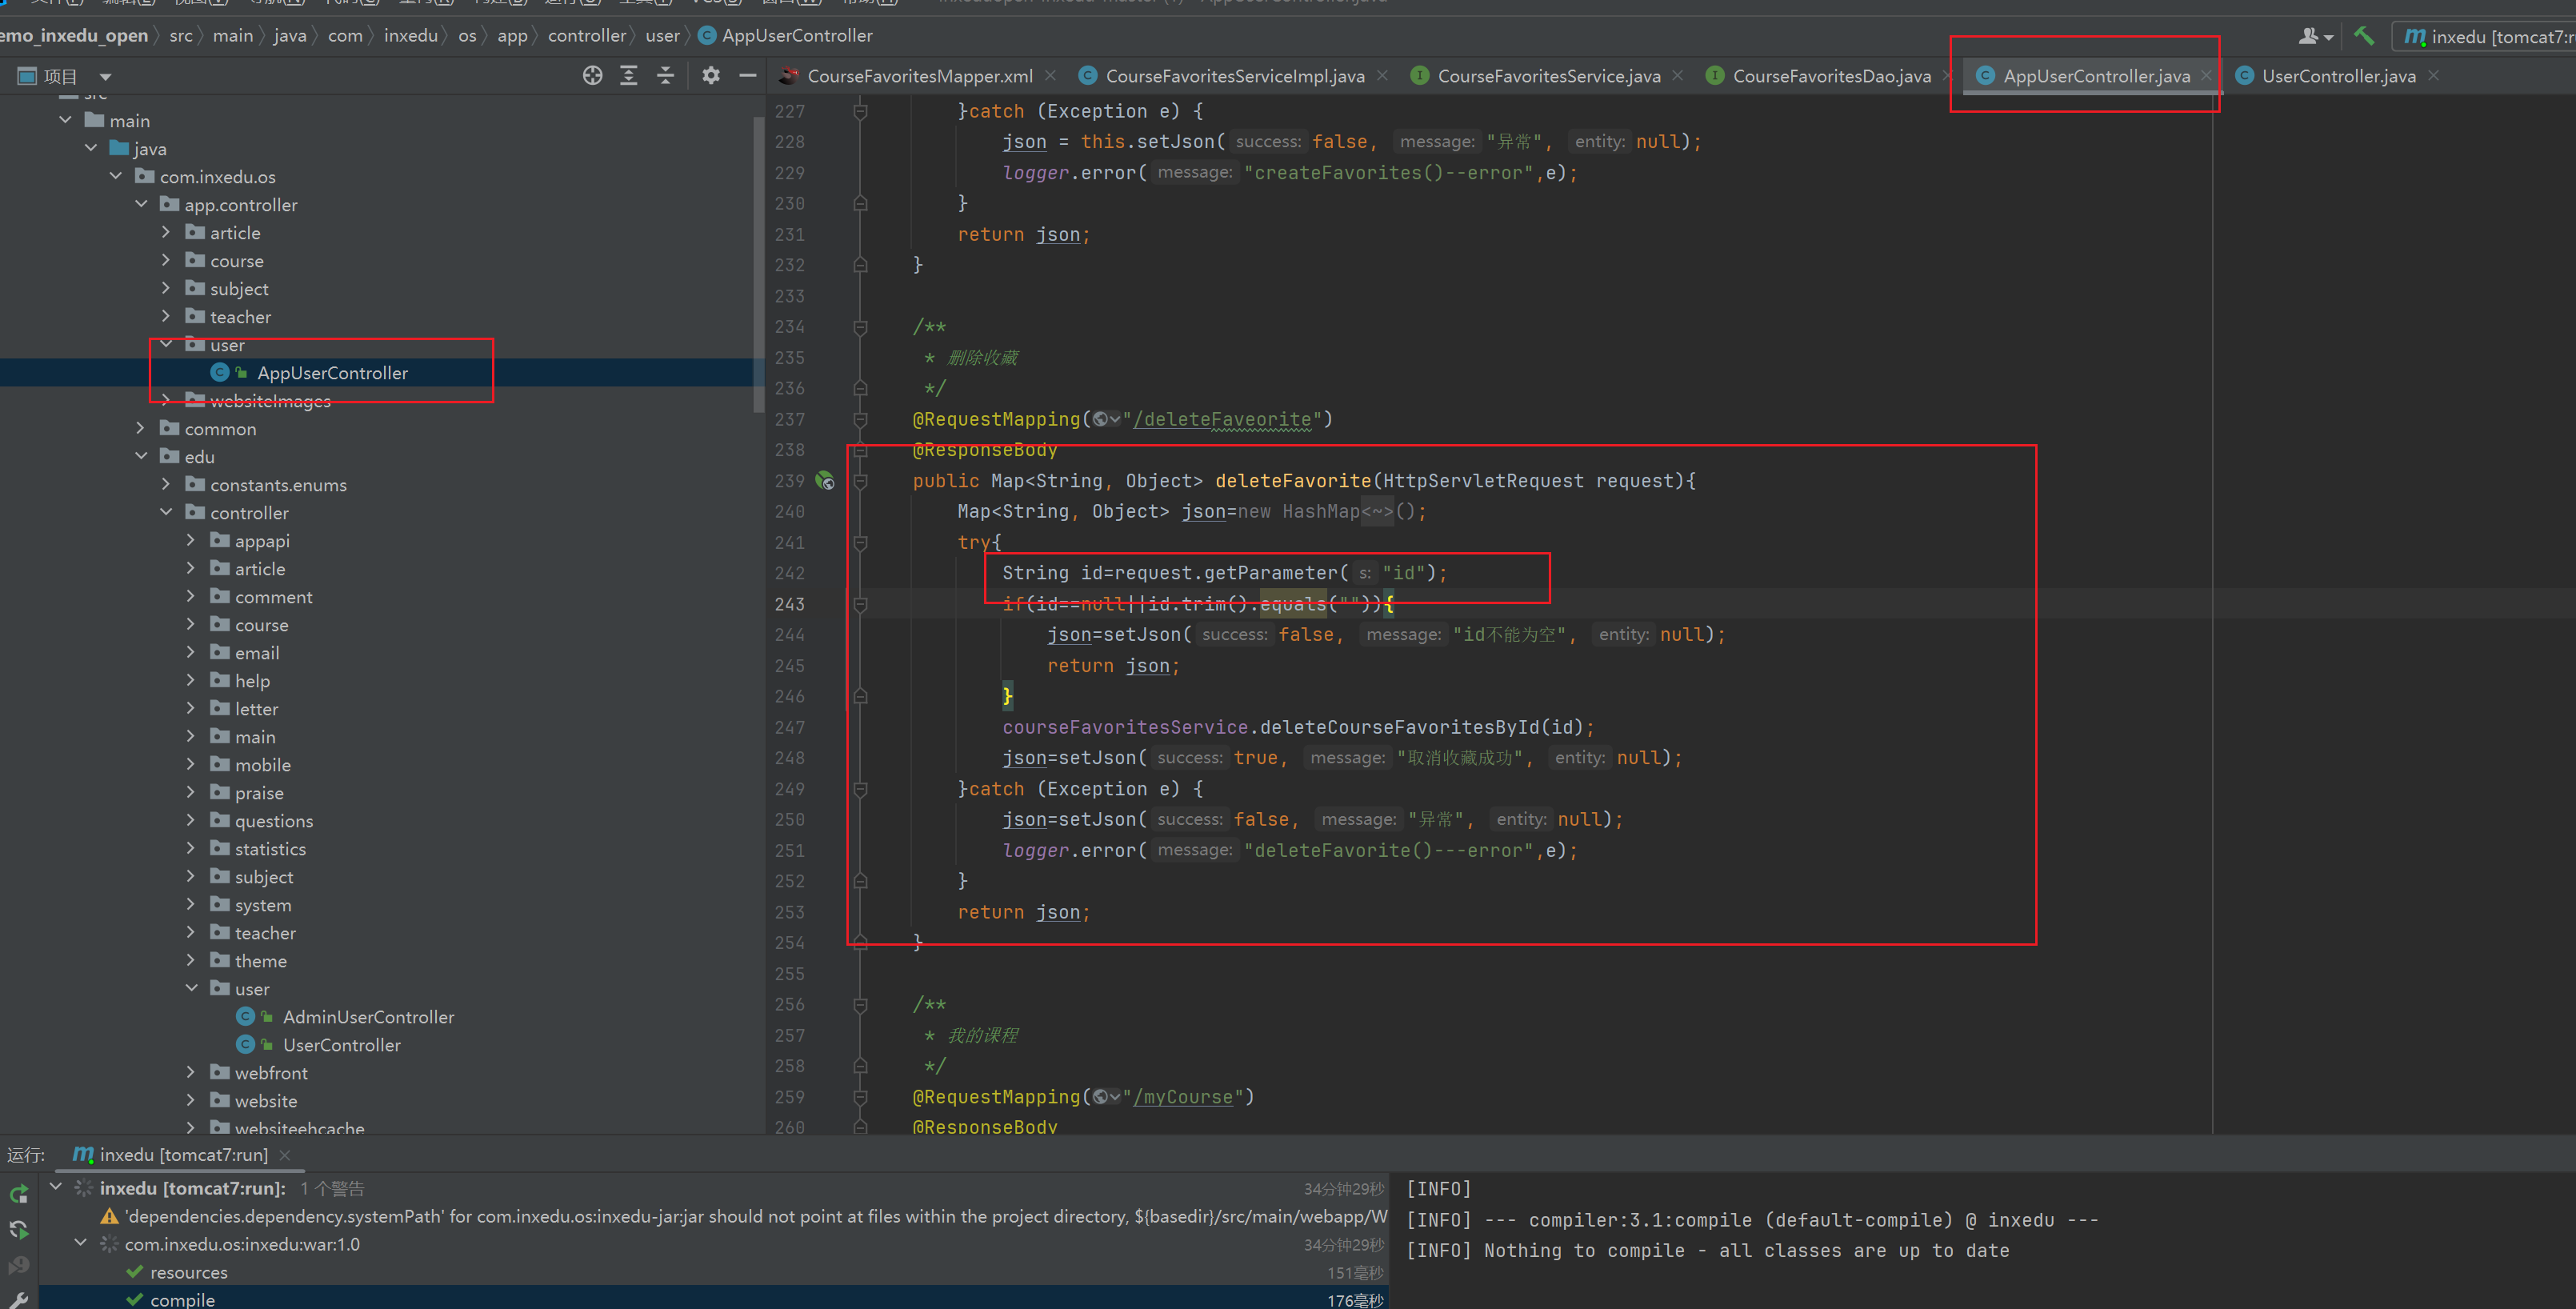 emo_inxedu_open src main java com inxedu os app controller user AppUserController
inxedu [tomcat7:r
项目
CourseFavoritesMapper.xml CourseFavoritesServiceImpl.java CourseFavoritesService.java CourseFavoritesDao.java AppUserController.java UserController.java
src
main
java
com.inxedu.os
app.controller
article
course
subject
teacher
user
AppUserController
websiteImages
common
edu
constants.enums
controller
appapi
article
comment
course
email
help
letter
main
mobile
praise
questions
statistics
subject
system
teacher
theme
user
AdminUserController
UserController
webfront
website
websiteehcache
227 }catch (Exception e) {
228 json = this.setJson( success: false, message: "异常", entity: null);
229 logger.error( message: "createFavorites()--error",e);
230 }
231 return json;
232 }
233
234 /**
235 * 删除收藏
236 */
237 @RequestMapping("/deleteFaveorite")
238 @ResponseBody
239 public Map<String, Object> deleteFavorite(HttpServletRequest request){
240 Map<String, Object> json=new HashMap<~>();
241 try{
242 String id=request.getParameter( s: "id");
243 if(id==null||id.trim().equals("")){
244 json=setJson( success: false, message: "id不能为空", entity: null);
245 return json;
246 }
247 courseFavoritesService.deleteCourseFavoritesById(id);
248 json=setJson( success: true, message: "取消收藏成功", entity: null);
249 }catch (Exception e) {
250 json=setJson( success: false, message: "异常", entity: null);
251 logger.error( message: "deleteFavorite()---error",e);
252 }
253 return json;
254 }
255
256 /**
257 * 我的课程
258 */
259 @RequestMapping("/myCourse")
260 @ResponseBody
运行: inxedu [tomcat7:run]
inxedu [tomcat7:run]: 1 个警告 34分钟29秒
'dependencies.dependency.systemPath' for com.inxedu.os:inxedu-jar:jar should not point at files within the project directory, ${basedir}/src/main/webapp/W
com.inxedu.os:inxedu:war:1.0 34分钟29秒
resources 151毫秒
compile 176毫秒
[INFO]
[INFO] --- compiler:3.1:compile (default-compile) @ inxedu ---
[INFO] Nothing to compile - all classes are up to date